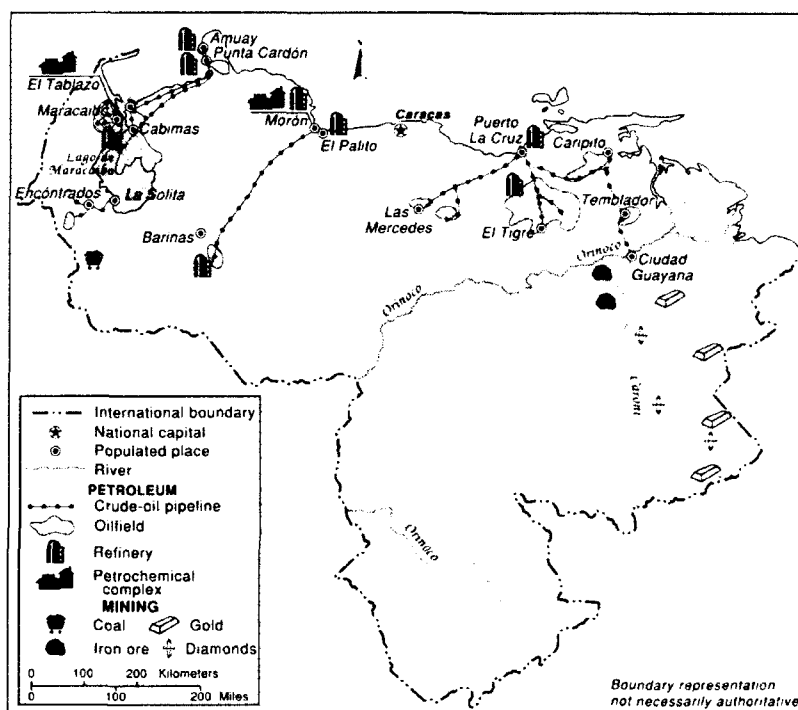 Amuay
Punta Cardón
El Tablazo
Maracaibo
Cabimas
Lago de
Maracaibo
Encontrados
La Solita
Barinas
Morón
El Palito
Caracas
Puerto
La Cruz
Caripito
Las
Mercedes
El Tigre
Temblador
Orinoco
Ciudad
Guayana
Orinoco
Caroní
Orinoco
International boundary
National capital
Populated place
River
PETROLEUM
Crude-oil pipeline
Oilfield
Refinery
Petrochemical
complex
MINING
Coal Gold
Iron ore Diamonds
0 100 200 Kilometers
0 100 200 Miles
Boundary representation
not necessarily authoritative